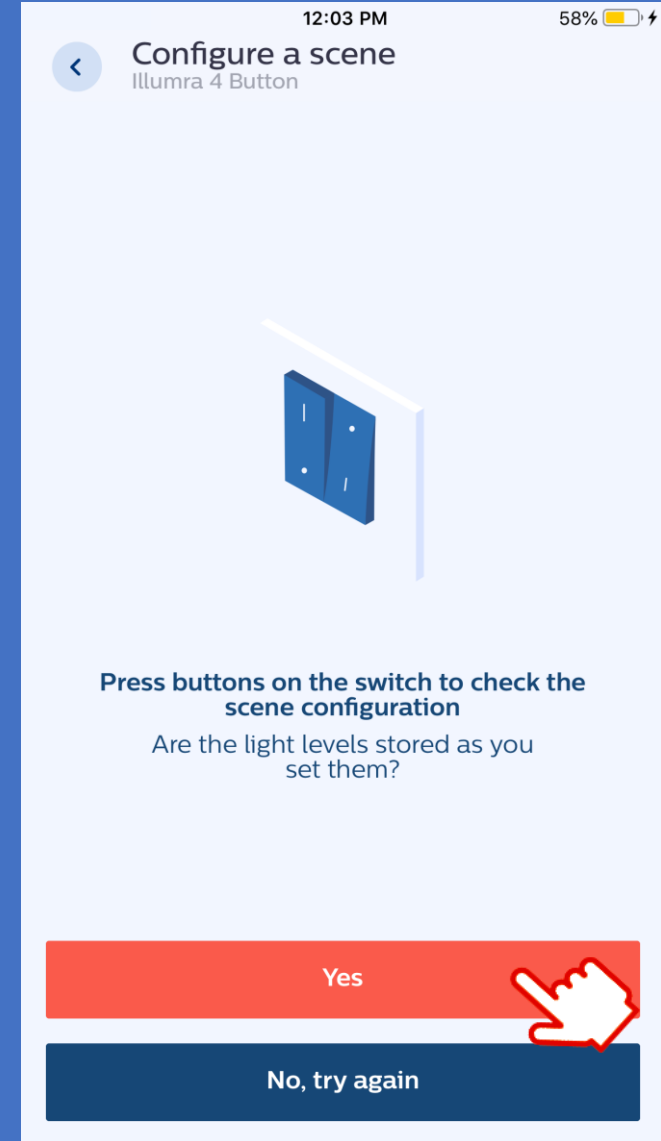 12:03 PM
58%
Configure a scene
Illumra 4 Button
Press buttons on the switch to check the
scene configuration
Are the light levels stored as you
set them?
Yes
No, try again